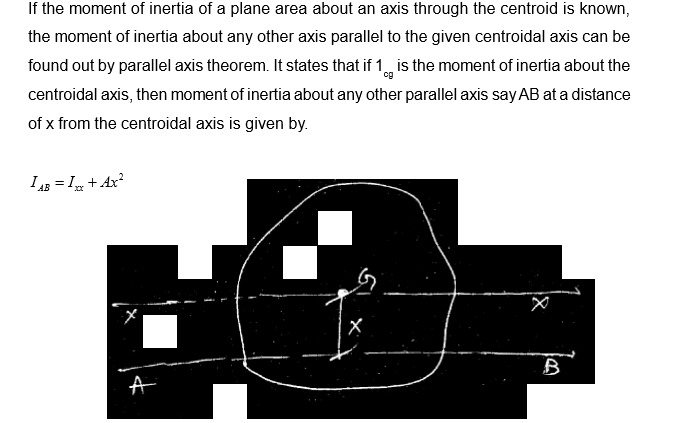 If the moment of inertia of a plane area about an axis through the centroid is known,
the moment of inertia about any other axis parallel to the given centroidal axis can be
found out by parallel axis theorem. It states that if 1cg is the moment of inertia about the
centroidal axis, then moment of inertia about any other parallel axis say AB at a distance
of x from the centroidal axis is given by.
I_AB = I_xx + Ax²
G
x x
x
A B